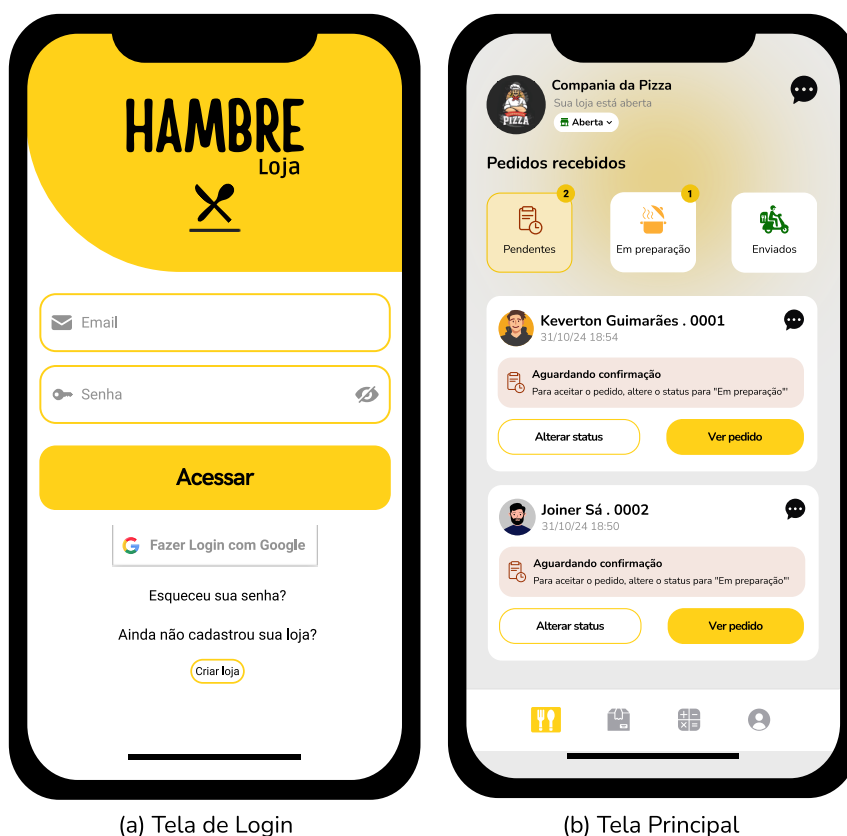 HAMBRE
Loja
Email
Senha
Acessar
Fazer Login com Google
Esqueceu sua senha?
Ainda não cadastrou sua loja?
Criar loja
(a) Tela de Login
PIZZA
Compania da Pizza
Sua loja está aberta
Aberta
Pedidos recebidos
2
Pendentes
1
Em preparação
Enviados
Keverton Guimarães . 0001
31/10/24 18:54
Aguardando confirmação
Para aceitar o pedido, altere o status para "Em preparação"'
Alterar status
Ver pedido
Joiner Sá . 0002
31/10/24 18:50
Aguardando confirmação
Para aceitar o pedido, altere o status para "Em preparação"'
Alterar status
Ver pedido
(b) Tela Principal